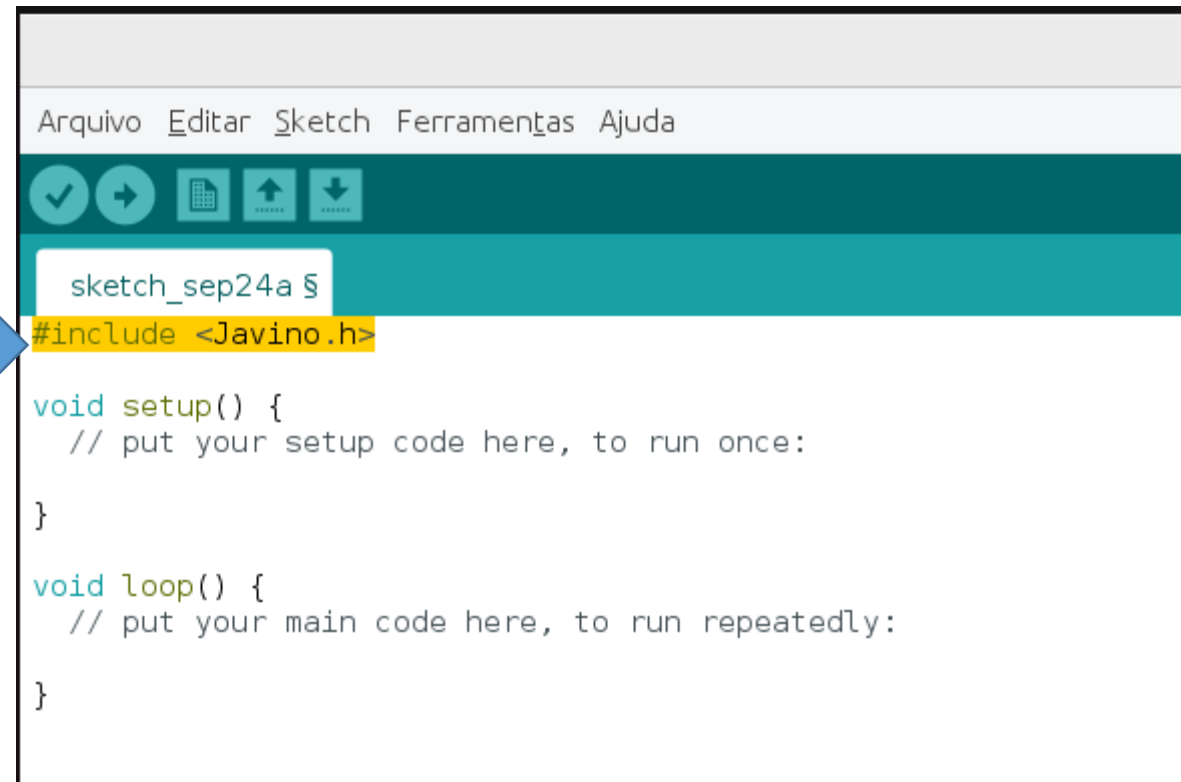 Arquivo Editar Sketch Ferramentas Ajuda
sketch_sep24a §
#include <Javino.h>
void setup() {
  // put your setup code here, to run once:
}
void loop() {
  // put your main code here, to run repeatedly:
}